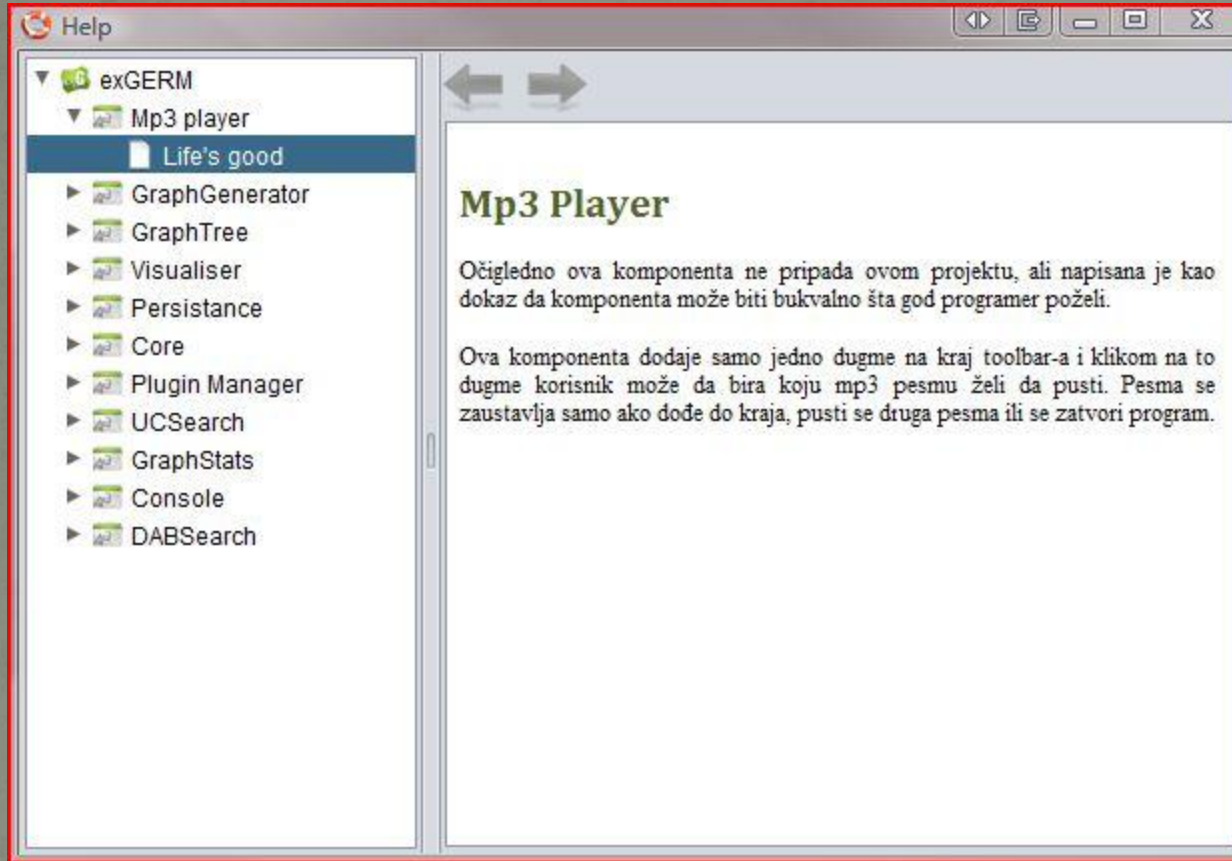 Help
exGERM
Mp3 player
Life's good
GraphGenerator
GraphTree
Visualiser
Persistance
Core
Plugin Manager
UCSearch
GraphStats
Console
DABSearch
Mp3 Player
Očigledno ova komponenta ne pripada ovom projektu, ali napisana je kao
dokaz da komponenta može biti bukvalno šta god programer poželi.
Ova komponenta dodaje samo jedno dugme na kraj toolbar-a i klikom na to
dugme korisnik može da bira koju mp3 pesmu želi da pusti. Pesma se
zaustavlja samo ako dođe do kraja, pusti se druga pesma ili se zatvori program.